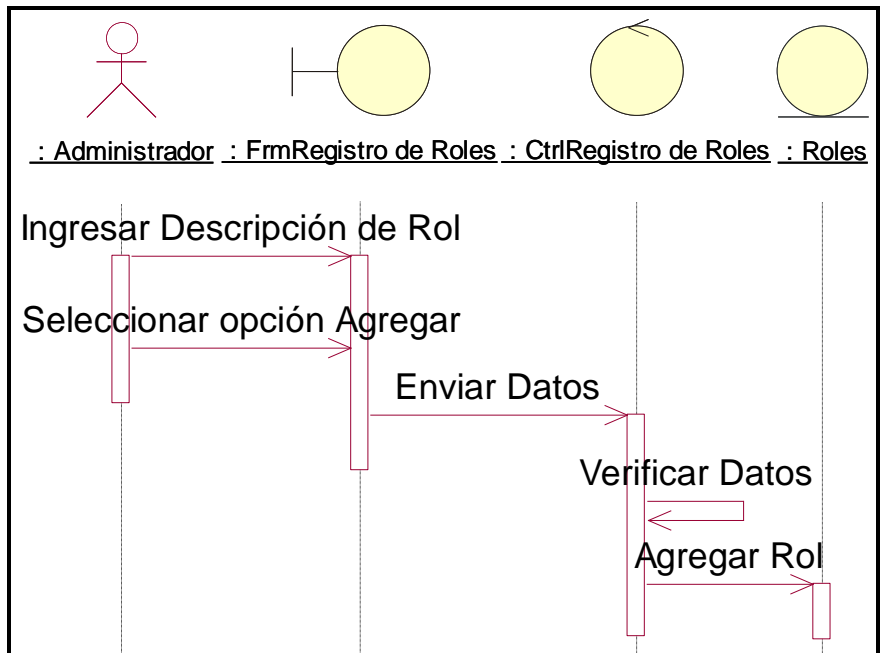 : Administrador : FrmRegistro de Roles : CtrlRegistro de Roles : Roles
Ingresar Descripción de Rol
Seleccionar opción Agregar
Enviar Datos
Verificar Datos
Agregar Rol